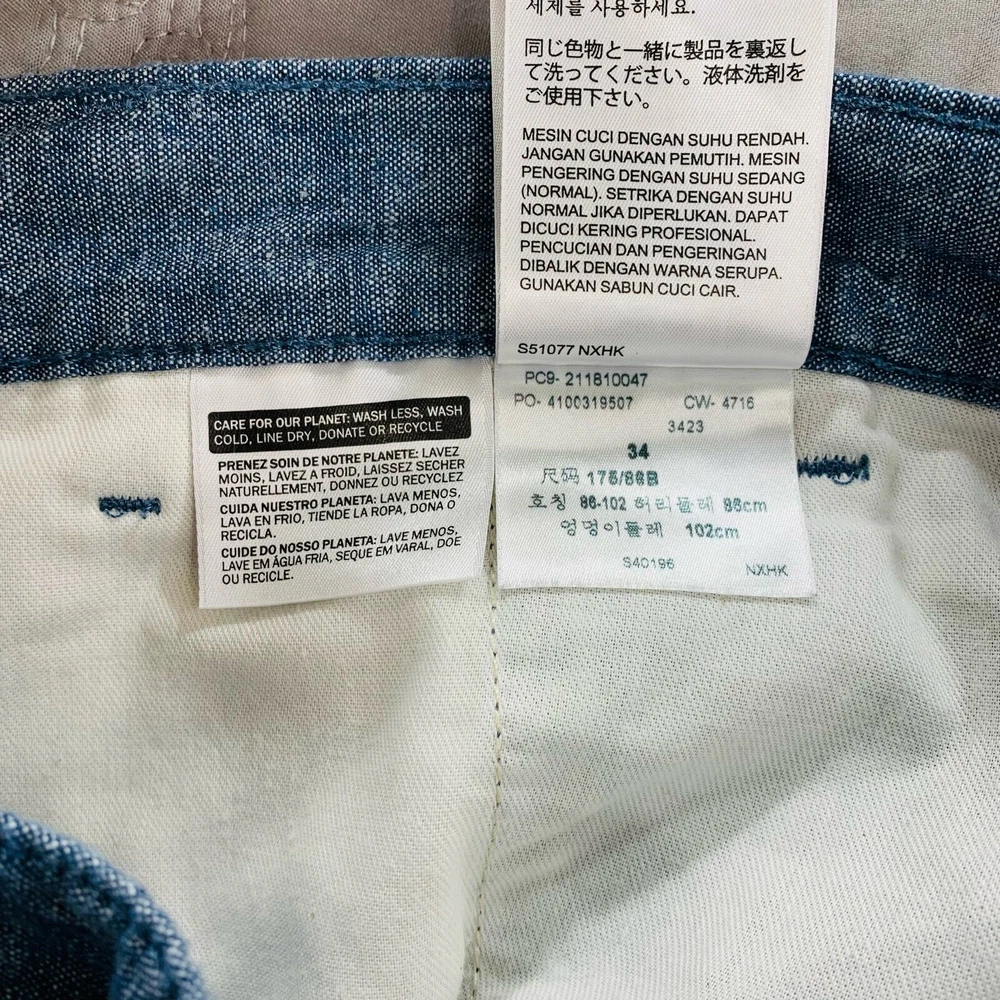 세제를 사용하세요.
同じ色物と一緒に製品を裏返し
て洗ってください。液体洗剤を
ご使用下さい。
MESIN CUCI DENGAN SUHU RENDAH.
JANGAN GUNAKAN PEMUTIH. MESIN
PENGERING DENGAN SUHU SEDANG
(NORMAL). SETRIKA DENGAN SUHU
NORMAL JIKA DIPERLUKAN. DAPAT
DICUCI KERING PROFESIONAL.
PENCUCIAN DAN PENGERINGAN
DIBALIK DENGAN WARNA SERUPA.
GUNAKAN SABUN CUCI CAIR.
S51077 NXHK
CARE FOR OUR PLANET: WASH LESS, WASH
COLD, LINE DRY, DONATE OR RECYCLE
PRENEZ SOIN DE NOTRE PLANETE: LAVEZ
MOINS, LAVEZ A FROID, LAISSEZ SECHER
NATURELLEMENT, DONNEZ OU RECYCLEZ
CUIDA NUESTRO PLANETA: LAVA MENOS,
LAVA EN FRIO, TIENDE LA ROPA, DONA O
RECICLA.
CUIDE DO NOSSO PLANETA: LAVE MENOS,
LAVE EM ÁGUA FRIA, SEQUE EM VARAL, DOE
OU RECICLE.
PC9- 211810047
PO- 4100319507 CW- 4716
3423
34
尺码 175/86B
호칭 86-102 허리둘레 86cm
엉덩이둘레 102cm
S40196 NXHK